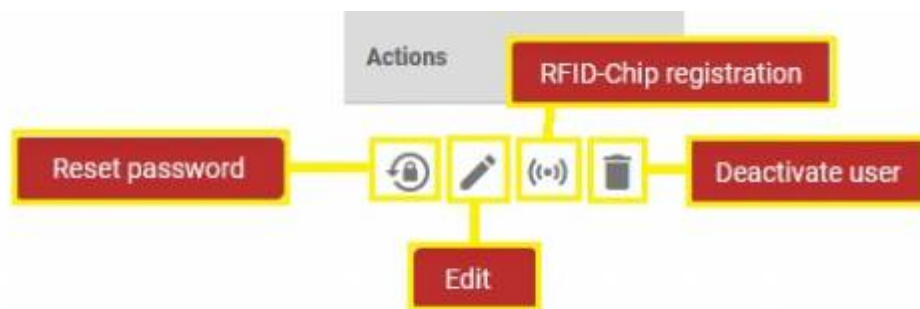 Actions
RFID-Chip registration
Reset password
Deactivate user
Edit